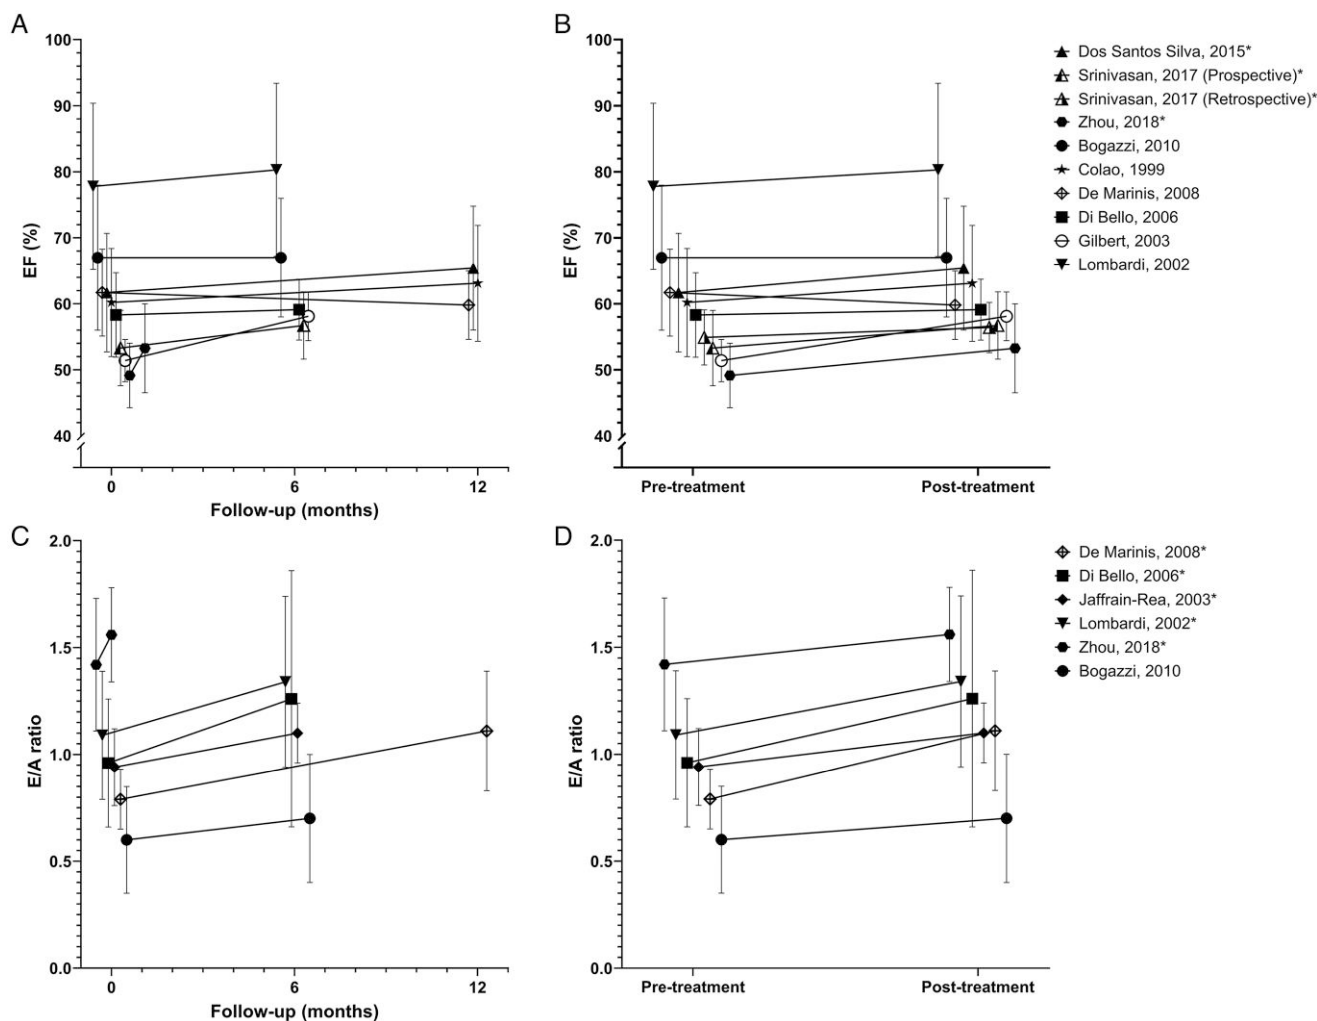 A
100
90
80
70
60
50
40
EF (%)
0 6 12
Follow-up (months)
B
100
90
80
70
60
50
40
EF (%)
Pre-treatment Post-treatment
Dos Santos Silva, 2015*
Srinivasan, 2017 (Prospective)*
Srinivasan, 2017 (Retrospective)*
Zhou, 2018*
Bogazzi, 2010
Colao, 1999
De Marinis, 2008
Di Bello, 2006
Gilbert, 2003
Lombardi, 2002
C
2.0
1.5
1.0
0.5
0.0
E/A ratio
0 6 12
Follow-up (months)
D
2.0
1.5
1.0
0.5
0.0
E/A ratio
Pre-treatment Post-treatment
De Marinis, 2008*
Di Bello, 2006*
Jaffrain-Rea, 2003*
Lombardi, 2002*
Zhou, 2018*
Bogazzi, 2010